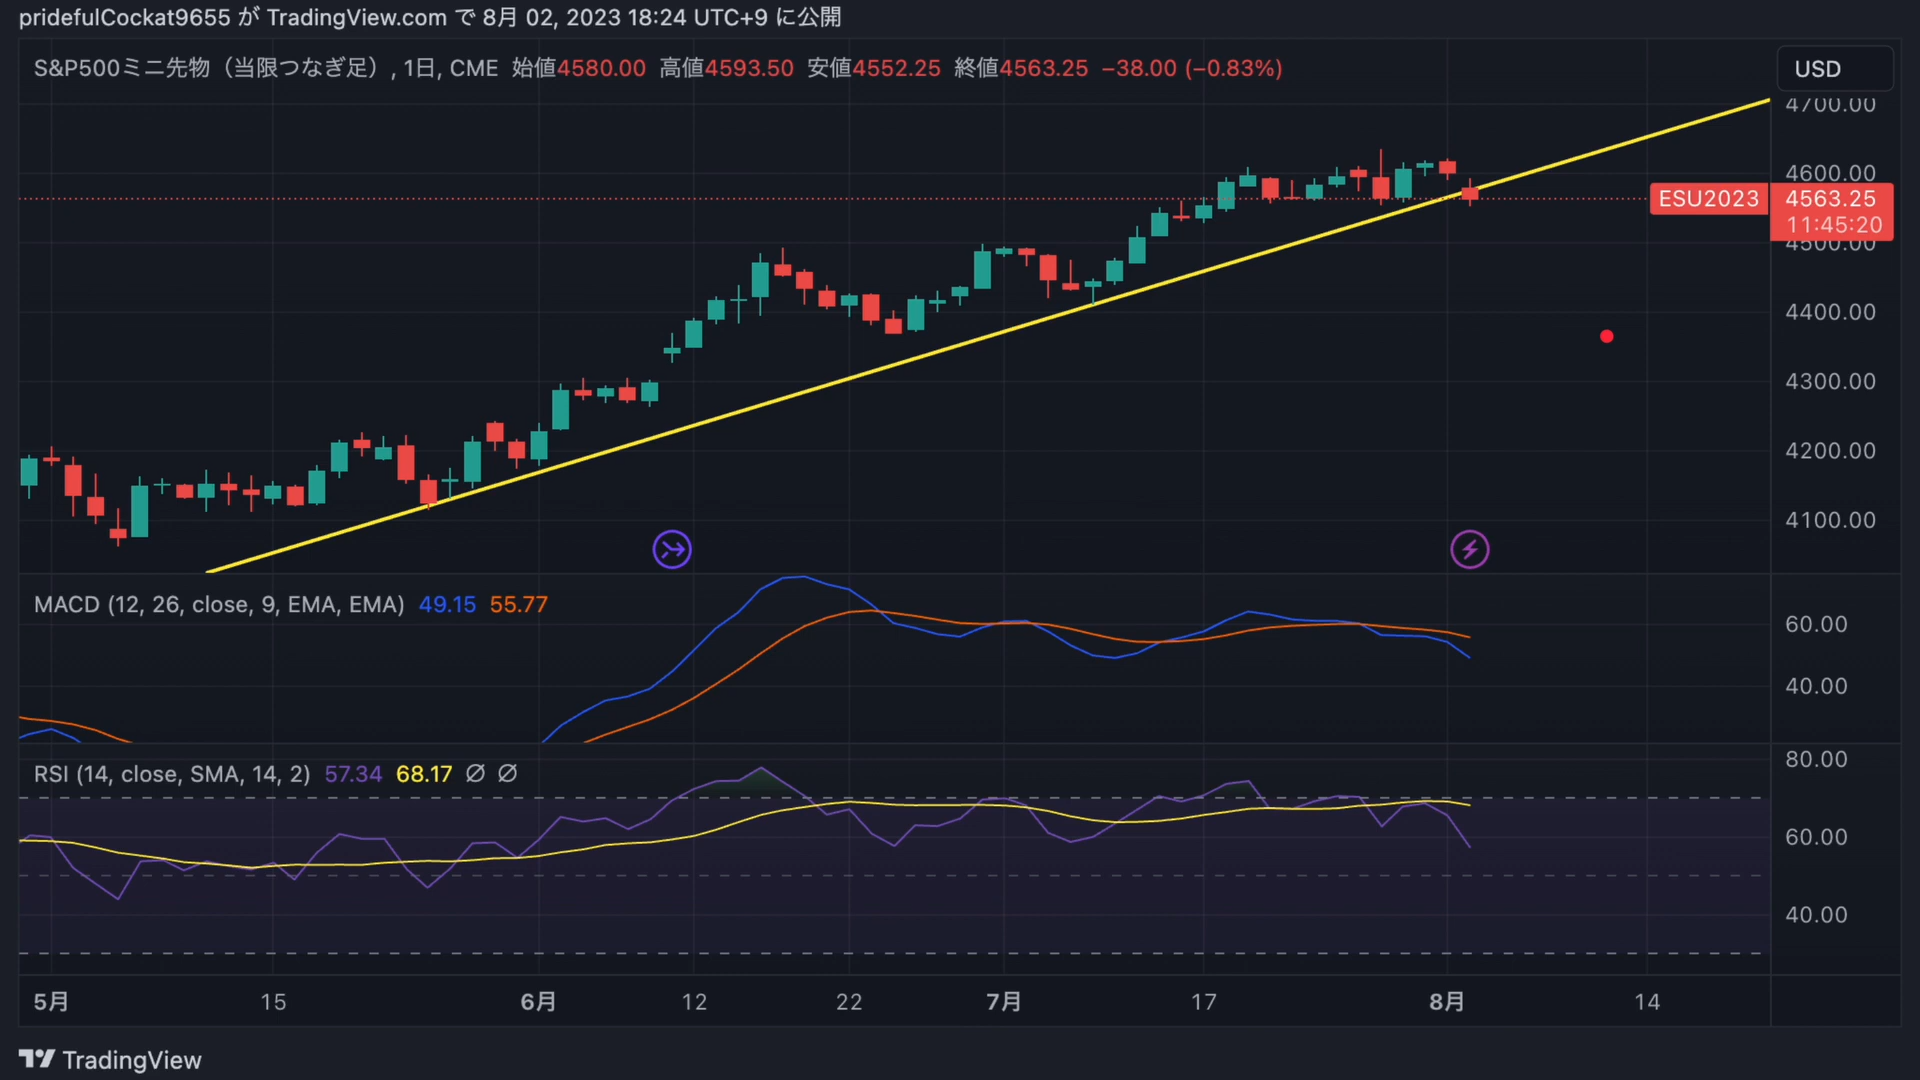 pridefulCockat9655 が TradingView.com で 8月 02, 2023 18:24 UTC+9 に公開
S&P500ミニ先物（当限つなぎ足）, 1日, CME 始値4580.00 高値4593.50 安値4552.25 終値4563.25 −38.00 (−0.83%)
USD
4700.00
4600.00
ESU2023 4563.25
11:45:20
4500.00
4400.00
4300.00
4200.00
4100.00
MACD (12, 26, close, 9, EMA, EMA) 49.15 55.77
60.00
40.00
RSI (14, close, SMA, 14, 2) 57.34 68.17 ∅ ∅
80.00
60.00
40.00
5月 15 6月 12 22 7月 17 8月 14
TradingView